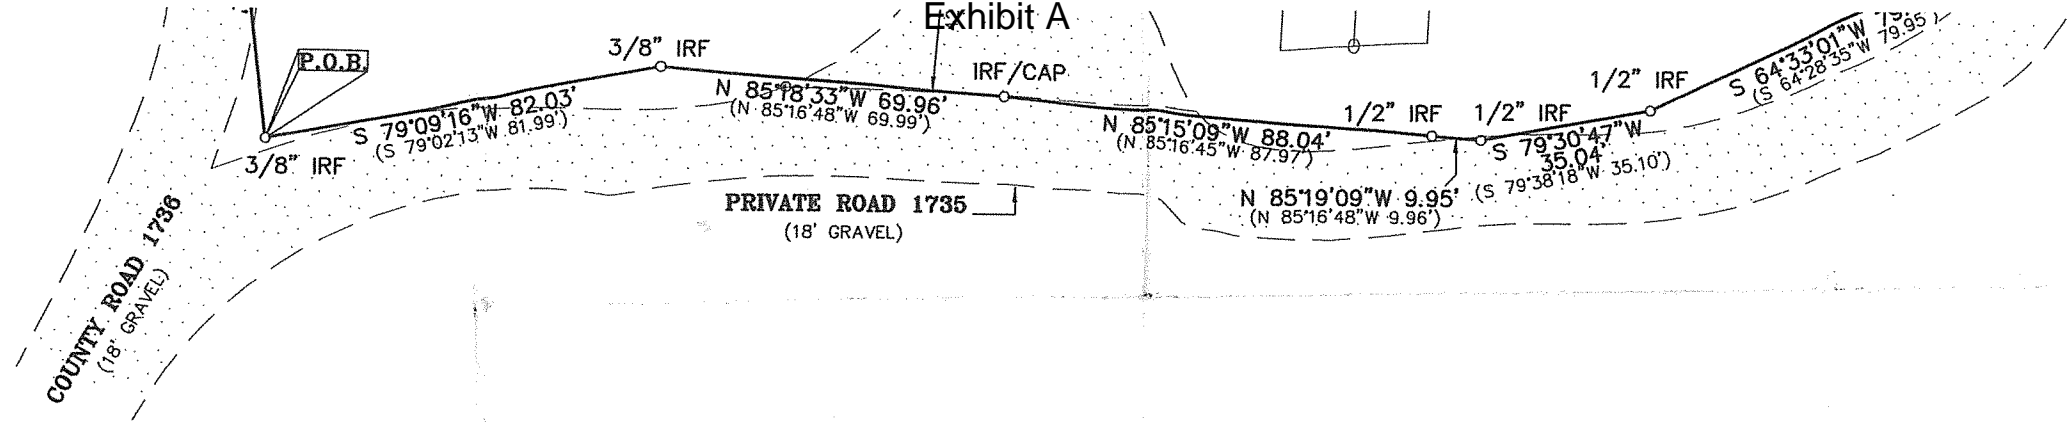 Exhibit A
P.O.B.
3/8" IRF
3/8" IRF
S 79°09'16"W 82.03'
(S 79°02'13"W 81.99')
N 85°18'33"W 69.96'
(N 85°16'48"W 69.99')
IRF/CAP
N 85°15'09"W 88.04'
(N 85°16'45"W 87.97')
1/2" IRF
1/2" IRF
1/2" IRF
N 85°19'09"W 9.95'
(N 85°16'48"W 9.96')
S 79°30'47"W
35.04'
(S 79°38'18"W 35.10')
S 64°33'01"W 79.
(S 64°28'35"W 79.95')
PRIVATE ROAD 1735
(18' GRAVEL)
COUNTY ROAD 1736
(18' GRAVEL)